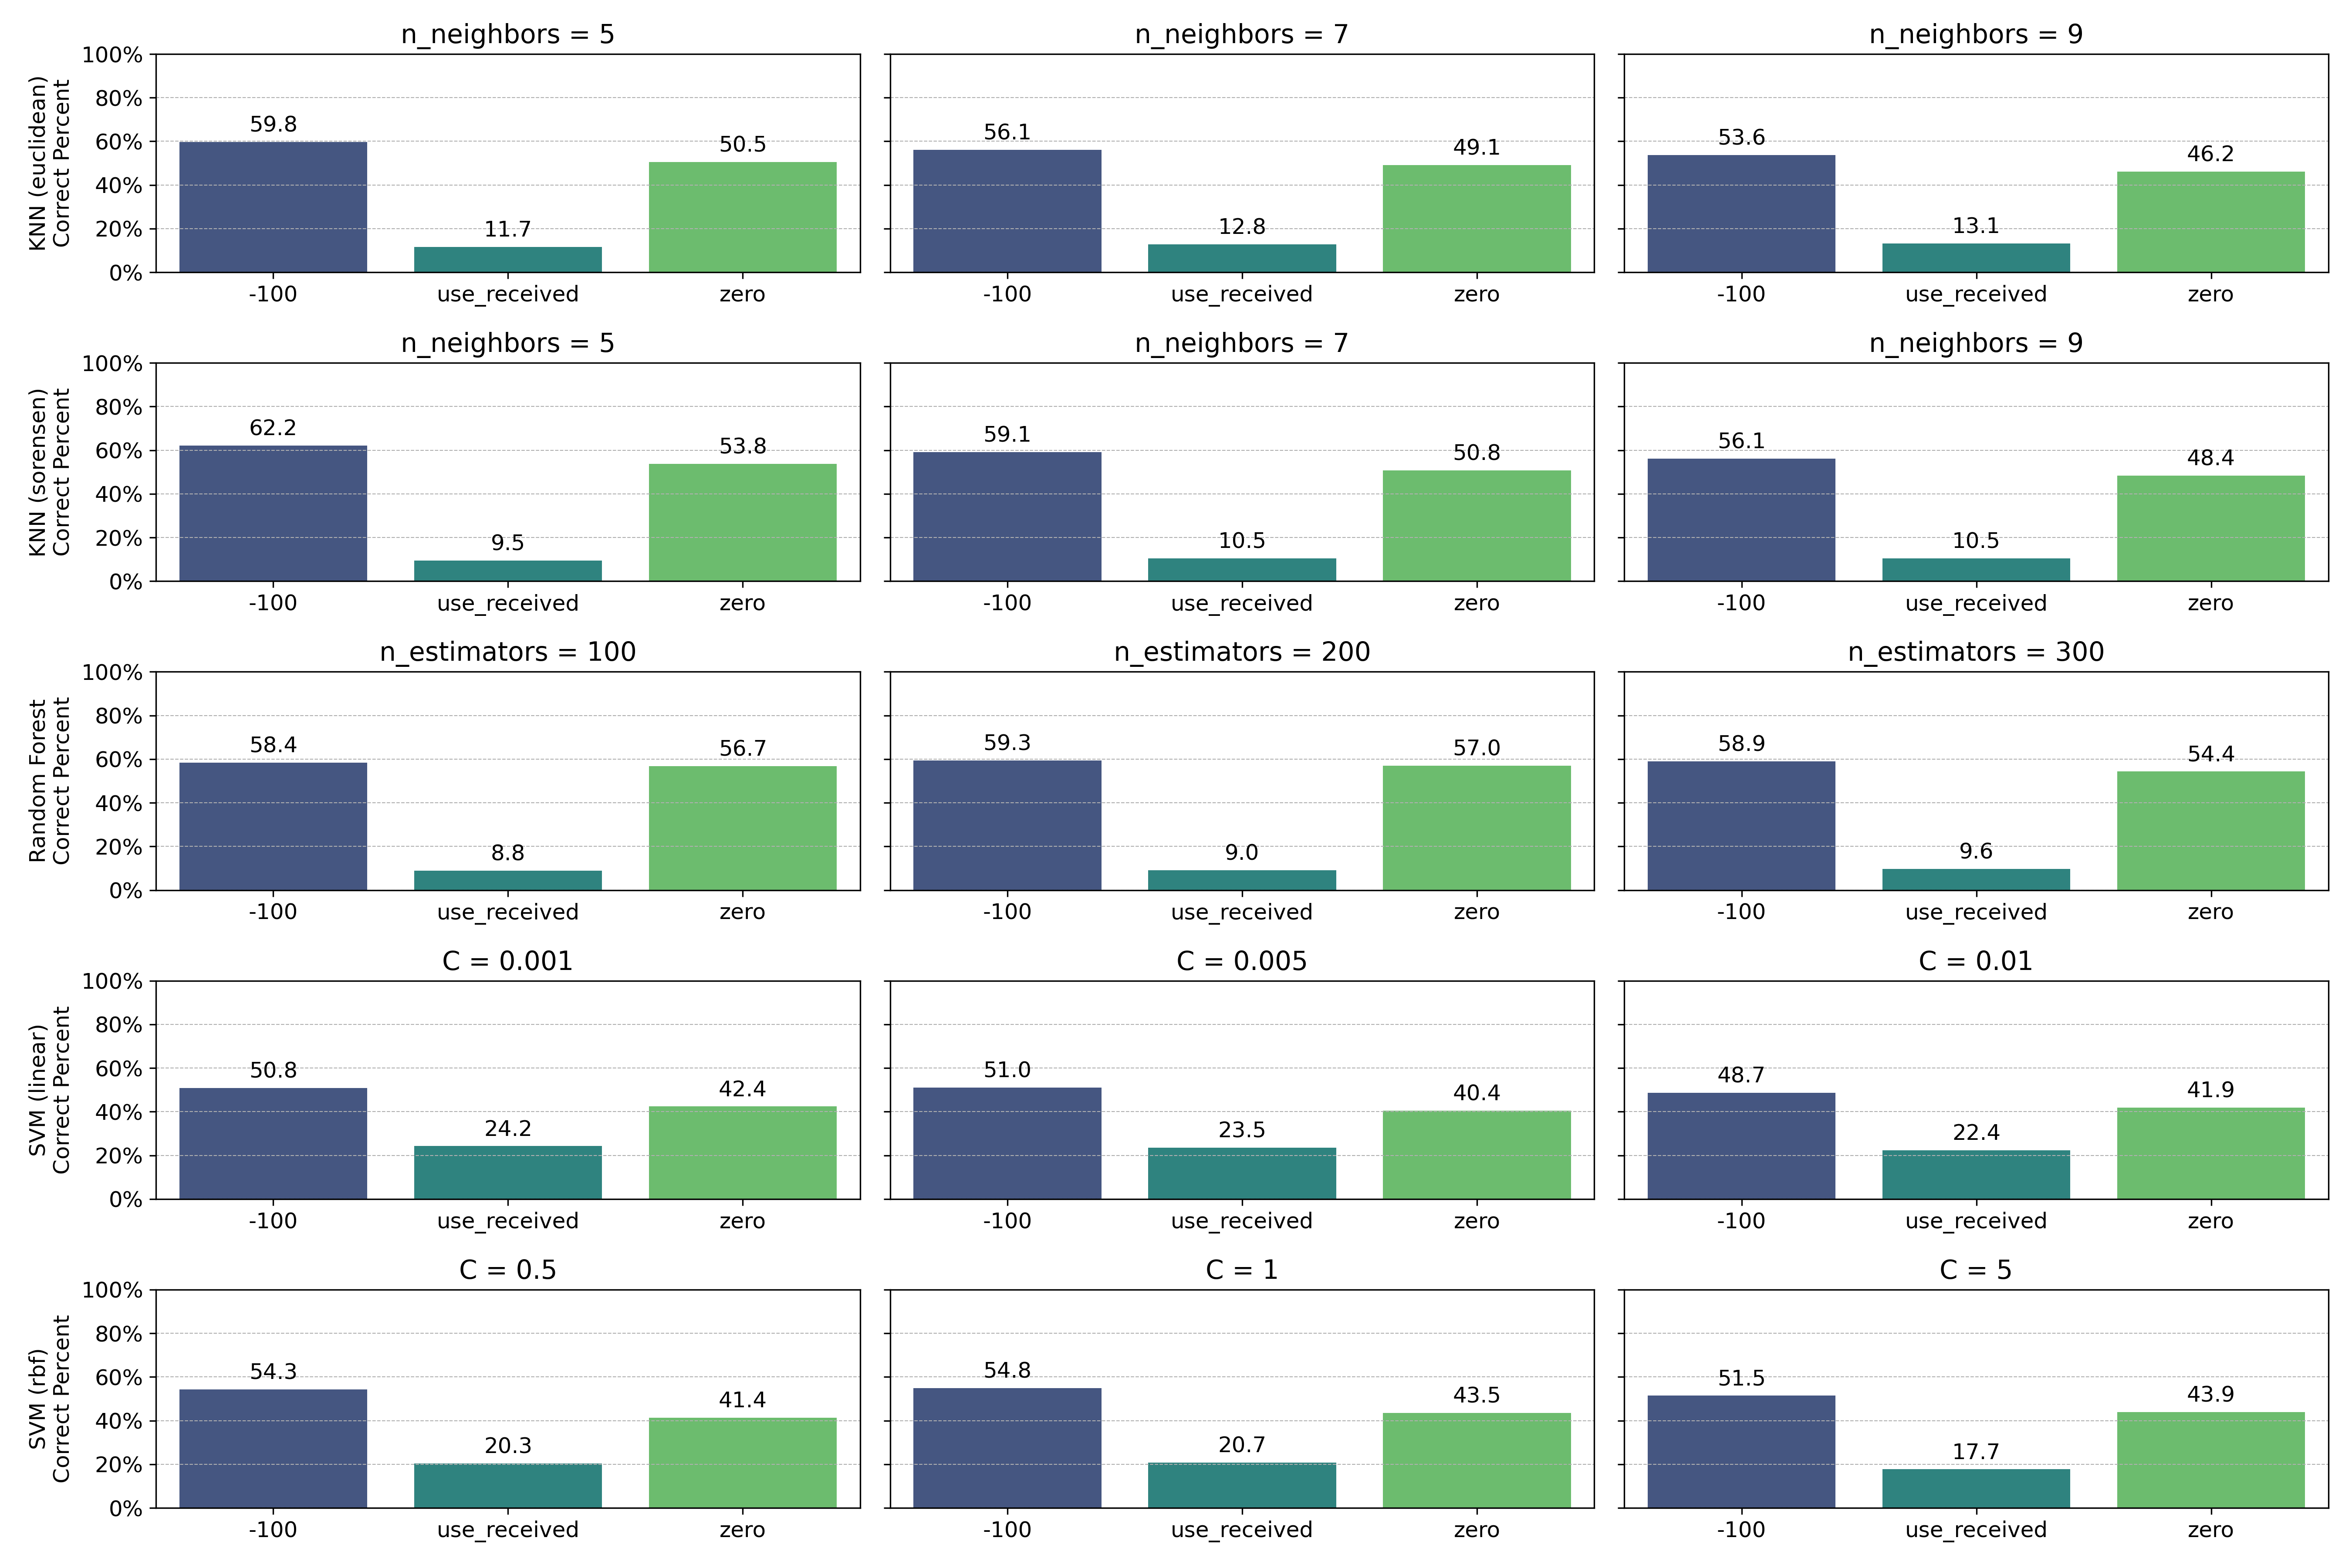 n_neighbors = 5
n_neighbors = 7
n_neighbors = 9
KNN (euclidean)
Correct Percent
100%
80%
60%
40%
20%
0%
59.8
11.7
50.5
56.1
12.8
49.1
53.6
13.1
46.2
-100
use_received
zero
-100
use_received
zero
-100
use_received
zero
n_neighbors = 5
n_neighbors = 7
n_neighbors = 9
KNN (sorensen)
Correct Percent
100%
80%
60%
40%
20%
0%
62.2
9.5
53.8
59.1
10.5
50.8
56.1
10.5
48.4
-100
use_received
zero
-100
use_received
zero
-100
use_received
zero
n_estimators = 100
n_estimators = 200
n_estimators = 300
Random Forest
Correct Percent
100%
80%
60%
40%
20%
0%
58.4
8.8
56.7
59.3
9.0
57.0
58.9
9.6
54.4
-100
use_received
zero
-100
use_received
zero
-100
use_received
zero
C = 0.001
C = 0.005
C = 0.01
SVM (linear)
Correct Percent
100%
80%
60%
40%
20%
0%
50.8
24.2
42.4
51.0
23.5
40.4
48.7
22.4
41.9
-100
use_received
zero
-100
use_received
zero
-100
use_received
zero
C = 0.5
C = 1
C = 5
SVM (rbf)
Correct Percent
100%
80%
60%
40%
20%
0%
54.3
20.3
41.4
54.8
20.7
43.5
51.5
17.7
43.9
-100
use_received
zero
-100
use_received
zero
-100
use_received
zero